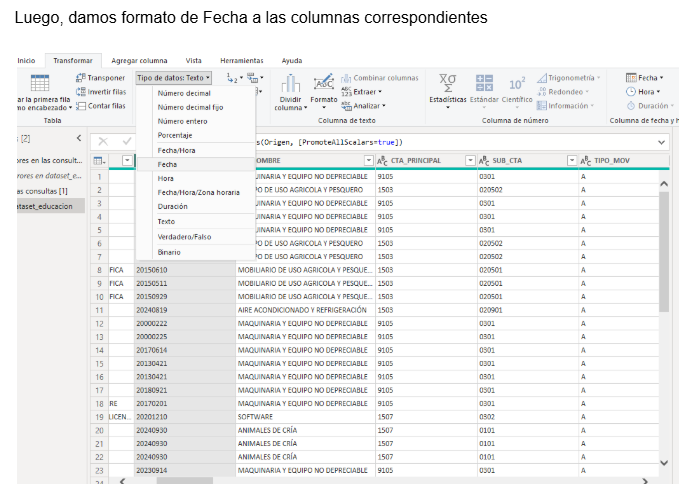 Luego, damos formato de Fecha a las columnas correspondientes
Inicio Transformar Agregar columna Vista Herramientas Ayuda
Transponer Tipo de datos: Texto Combinar columnas Trigonometría Fecha
Invertir filas Extraer Redondeo Hora
Contar filas Analizar Información Duración
ar la primera fila
mo encabezado
Dividir columna Formato Estadísticas Estándar Científico
Tabla Columna de texto Columna de número Columna de fecha y h
Número decimal
Número decimal fijo
Número entero
Porcentaje
Fecha/Hora
Fecha
Hora
Fecha/Hora/Zona horaria
Duración
Texto
Verdadero/Falso
Binario
s [2]
ores en las consult...
rores en dataset_e...
as consultas [1]
ataset_educacion
s(Origen, [PromoteAllScalars=true])
OMBRE CTA_PRINCIPAL SUB_CTA TIPO_MOV
1 UINARIA Y EQUIPO NO DEPRECIABLE 9105 0301 A
2 PO DE USO AGRICOLA Y PESQUERO 1503 020502 A
3 UINARIA Y EQUIPO NO DEPRECIABLE 9105 0301 A
4 UINARIA Y EQUIPO NO DEPRECIABLE 9105 0301 A
5 UINARIA Y EQUIPO NO DEPRECIABLE 9105 0301 A
6 PO DE USO AGRICOLA Y PESQUERO 1503 020502 A
7 PO DE USO AGRICOLA Y PESQUERO 1503 020502 A
8 FICA 20150610 MOBILIARIO DE USO AGRICOLA Y PESQUE... 1503 020501 A
9 FICA 20150511 MOBILIARIO DE USO AGRICOLA Y PESQUE... 1503 020501 A
10 FICA 20150929 MOBILIARIO DE USO AGRICOLA Y PESQUE... 1503 020501 A
11 20240819 AIRE ACONDICIONADO Y REFRIGERACIÓN 1503 020901 A
12 20000222 MAQUINARIA Y EQUIPO NO DEPRECIABLE 9105 0301 A
13 20000225 MAQUINARIA Y EQUIPO NO DEPRECIABLE 9105 0301 A
14 20170614 MAQUINARIA Y EQUIPO NO DEPRECIABLE 9105 0301 A
15 20130421 MAQUINARIA Y EQUIPO NO DEPRECIABLE 9105 0301 A
16 20130421 MAQUINARIA Y EQUIPO NO DEPRECIABLE 9105 0301 A
17 20180921 MAQUINARIA Y EQUIPO NO DEPRECIABLE 9105 0301 A
18 RE 20170201 MAQUINARIA Y EQUIPO NO DEPRECIABLE 9105 0301 A
19 LICEN... 20201210 SOFTWARE 1507 0302 A
20 20240930 ANIMALES DE CRÍA 1507 0101 A
21 20240930 ANIMALES DE CRÍA 1507 0101 A
22 20240930 ANIMALES DE CRÍA 1507 0101 A
23 20230914 MAQUINARIA Y EQUIPO NO DEPRECIABLE 9105 0301 A